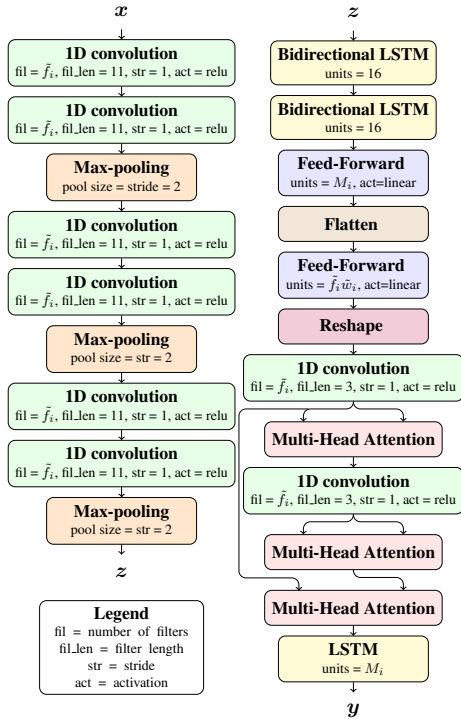 x
1D convolution
fil = f̃ᵢ, fil_len = 11, str = 1, act = relu
1D convolution
fil = f̃ᵢ, fil_len = 11, str = 1, act = relu
Max-pooling
pool size = stride = 2
1D convolution
fil = f̃ᵢ, fil_len = 11, str = 1, act = relu
1D convolution
fil = f̃ᵢ, fil_len = 11, str = 1, act = relu
Max-pooling
pool size = str = 2
1D convolution
fil = f̃ᵢ, fil_len = 11, str = 1, act = relu
1D convolution
fil = f̃ᵢ, fil_len = 11, str = 1, act = relu
Max-pooling
pool size = str = 2
z
Legend
fil = number of filters
fil_len = filter length
str = stride
act = activation
z
Bidirectional LSTM
units = 16
Bidirectional LSTM
units = 16
Feed-Forward
units = Mᵢ, act=linear
Flatten
Feed-Forward
units = f̃ᵢw̃ᵢ, act=linear
Reshape
1D convolution
fil = f̃ᵢ, fil_len = 3, str = 1, act = relu
Multi-Head Attention
1D convolution
fil = f̃ᵢ, fil_len = 3, str = 1, act = relu
Multi-Head Attention
Multi-Head Attention
LSTM
units = Mᵢ
y